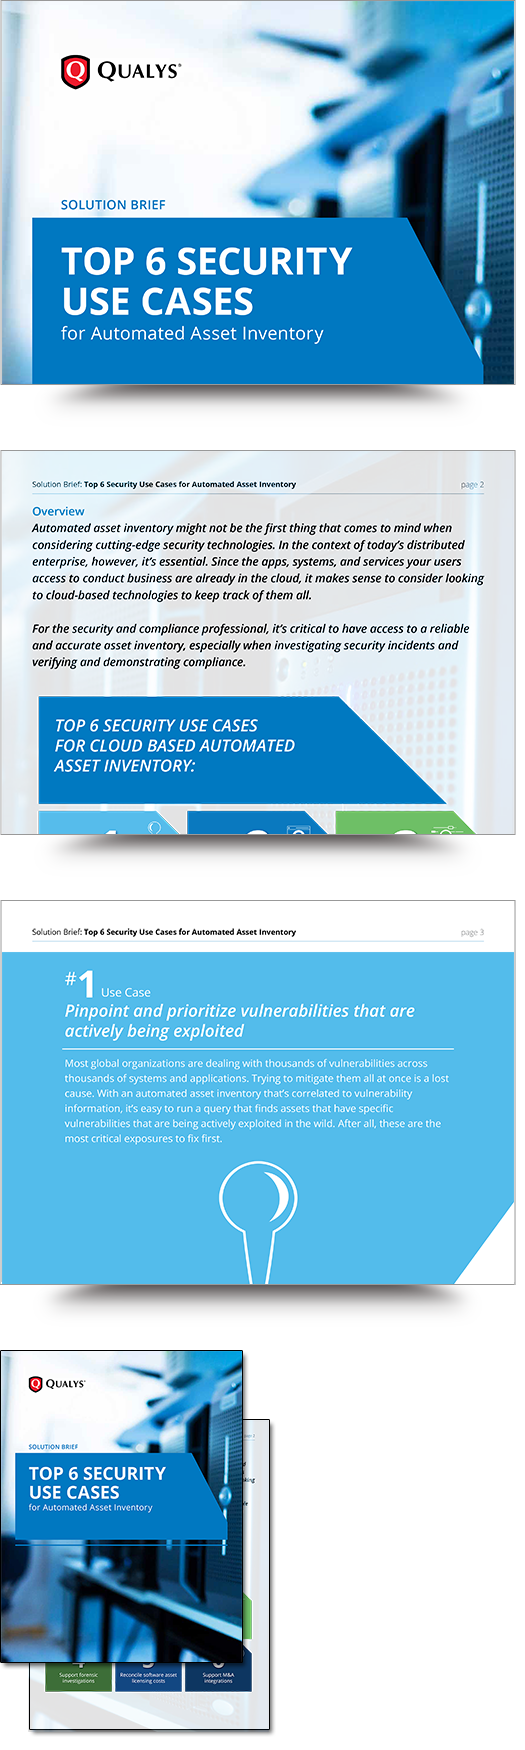 QUALYS®
SOLUTION BRIEF
TOP 6 SECURITY
USE CASES
for Automated Asset Inventory
Solution Brief: Top 6 Security Use Cases for Automated Asset Inventory
page 2
Overview
Automated asset inventory might not be the first thing that comes to mind when
considering cutting-edge security technologies. In the context of today's distributed
enterprise, however, it's essential. Since the apps, systems, and services your users
access to conduct business are already in the cloud, it makes sense to consider looking
to cloud-based technologies to keep track of them all.
For the security and compliance professional, it's critical to have access to a reliable
and accurate asset inventory, especially when investigating security incidents and
verifying and demonstrating compliance.
TOP 6 SECURITY USE CASES
FOR CLOUD BASED AUTOMATED
ASSET INVENTORY:
Solution Brief: Top 6 Security Use Cases for Automated Asset Inventory
page 3
#1 Use Case
Pinpoint and prioritize vulnerabilities that are
actively being exploited
Most global organizations are dealing with thousands of vulnerabilities across
thousands of systems and applications. Trying to mitigate them all at once is a lost
cause. With an automated asset inventory that's correlated to vulnerability
information, it's easy to run a query that finds assets that have specific
vulnerabilities that are being actively exploited in the wild. After all, these are the
most critical exposures to fix first.
QUALYS®
SOLUTION BRIEF
TOP 6 SECURITY
USE CASES
for Automated Asset Inventory
Support forensic
investigations
Reconcile software asset
licensing costs
Support M&A
integrations